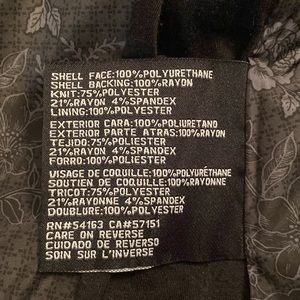 SHELL FACE:100%POLYURETHANE
SHELL BACKING:100%RAYON
KNIT:75%POLYESTER
21%RAYON 4%SPANDEX
LINING:100%POLYESTER
EXTERIOR CARA:100%POLIURETANO
EXTERIOR PARTE ATRAS:100%RAYON
TEJIDO:75%POLIESTER
21%RAYON 4%SPANDEX
FORRO:100%POLIESTER
VISAGE DE COQUILLE:100%POLYURÉTHANE
SOUTIEN DE COQUILLE:100%RAYONNE
TRICOT:75%POLYESTER
21%RAYONNE 4%SPANDEX
DOUBLURE:100%POLYESTER
RN#54163 CA#57151
CARE ON REVERSE
CUIDADO DE REVERSO
SOIN SUR L'INVERSE